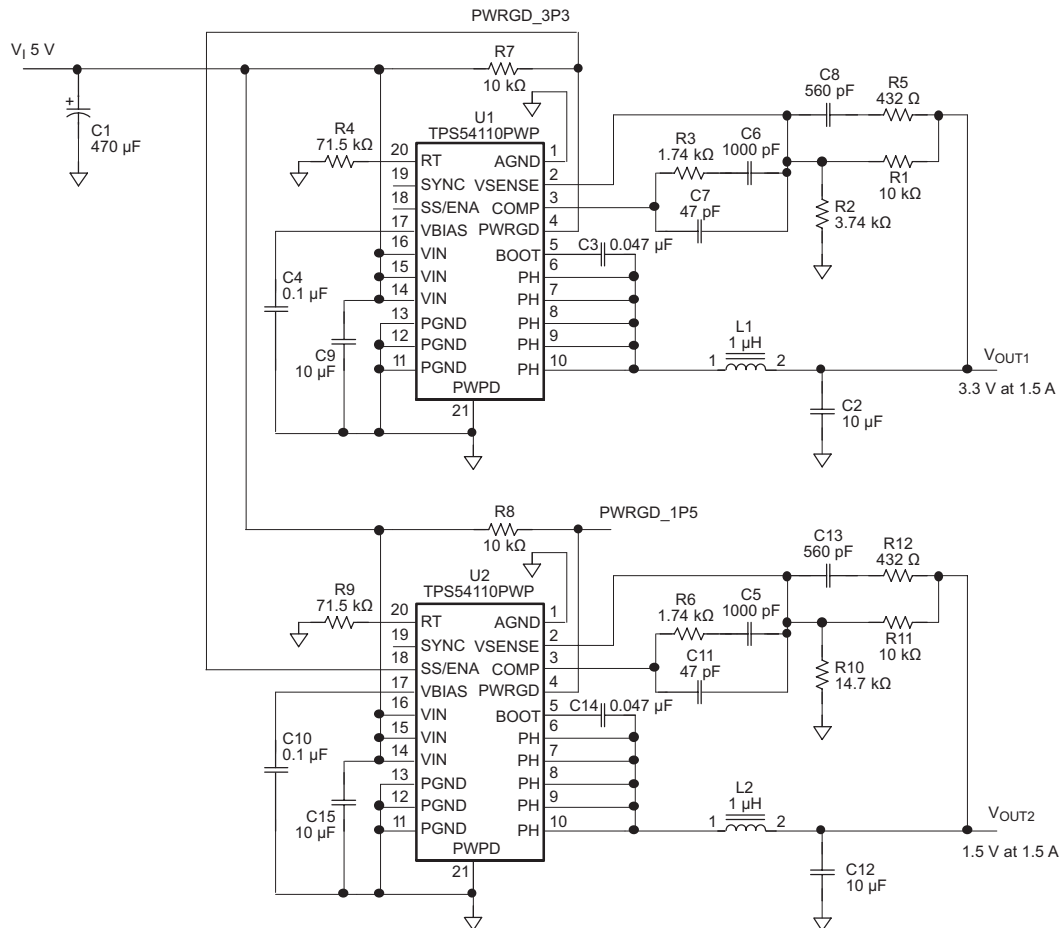 PWRGD_3P3
V_I 5 V
R7
10 kΩ
C8
560 pF
R5
432 Ω
+
C1
470 µF
R4
71.5 kΩ
U1
TPS54110PWP
R3
1.74 kΩ
C6
1000 pF
C7
47 pF
R1
10 kΩ
R2
3.74 kΩ
20 RT AGND 1
19 SYNC VSENSE 2
18 SS/ENA COMP 3
17 VBIAS PWRGD 4
16 VIN BOOT 5
15 VIN PH 6
14 VIN PH 7
13 PGND PH 8
12 PGND PH 9
11 PGND PH 10
PWPD
21
C3 0.047 µF
C4
0.1 µF
C9
10 µF
L1
1 µH
1 2
V_OUT1
3.3 V at 1.5 A
C2
10 µF
R8
10 kΩ
PWRGD_1P5
C13
560 pF
R12
432 Ω
R9
71.5 kΩ
U2
TPS54110PWP
R6
1.74 kΩ
C5
1000 pF
C11
47 pF
R11
10 kΩ
R10
14.7 kΩ
20 RT AGND 1
19 SYNC VSENSE 2
18 SS/ENA COMP 3
17 VBIAS PWRGD 4
16 VIN BOOT 5
15 VIN PH 6
14 VIN PH 7
13 PGND PH 8
12 PGND PH 9
11 PGND PH 10
PWPD
21
C14 0.047 µF
C10
0.1 µF
C15
10 µF
L2
1 µH
1 2
V_OUT2
1.5 V at 1.5 A
C12
10 µF